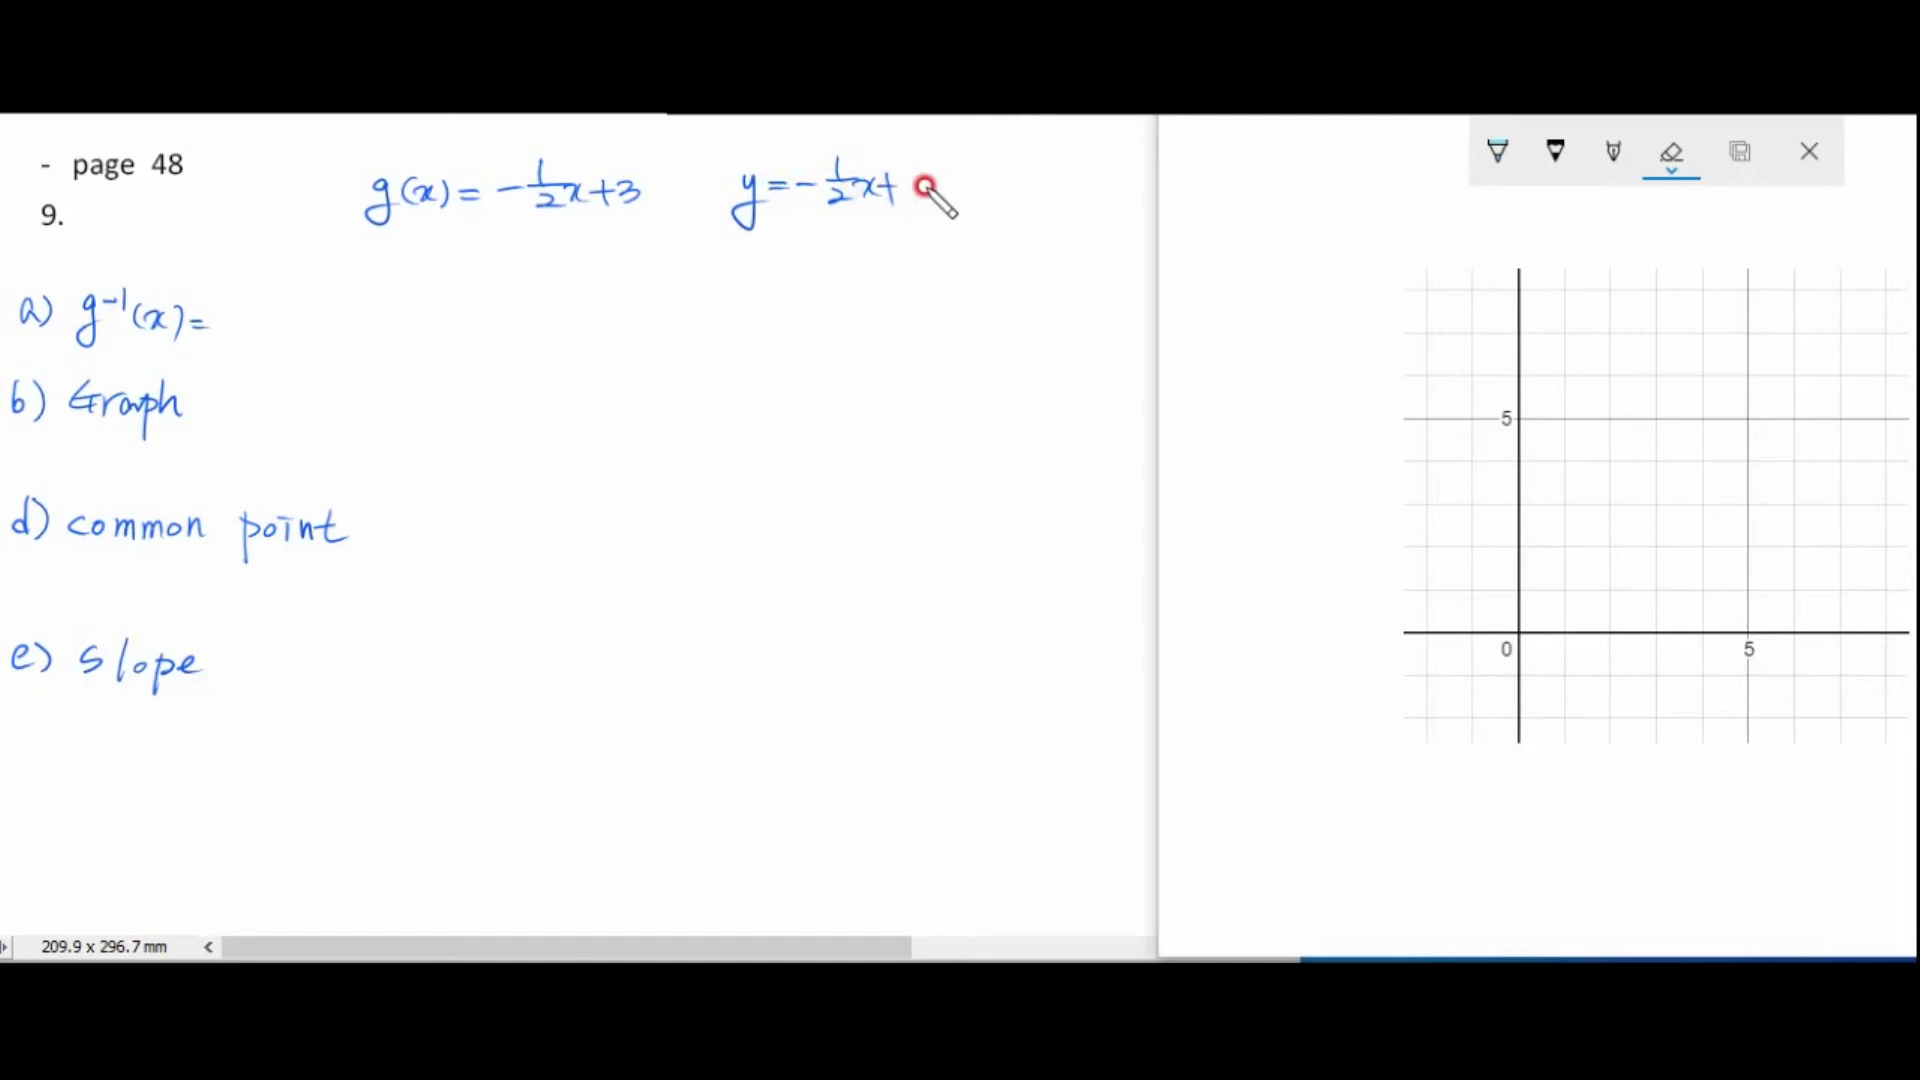 - page 48
9.
g(x) = -1/2x+3 y=-1/2x+
a) g⁻¹(x)=
b) Graph
d) common point
e) slope
5
0 5
209.9 x 296.7 mm